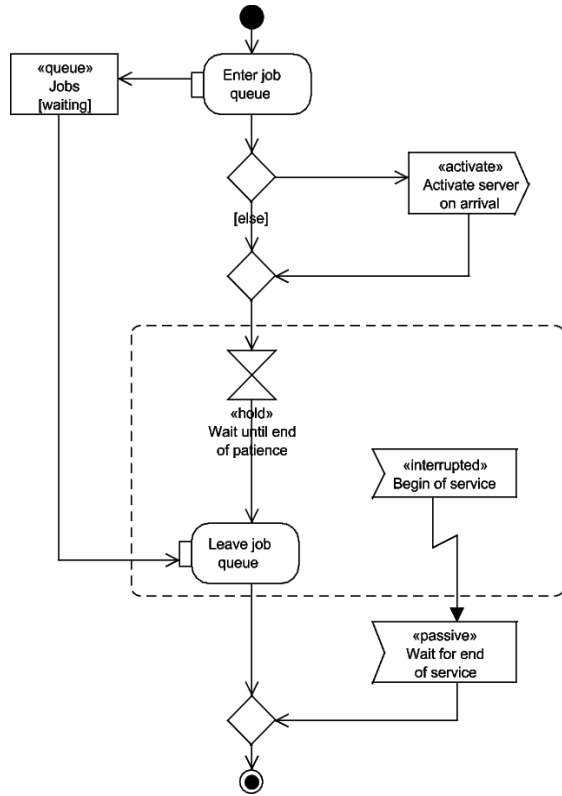 «queue»
Jobs
[waiting]
Enter job
queue
«activate»
Activate server
on arrival
[else]
«hold»
Wait until end
of patience
«interrupted»
Begin of service
Leave job
queue
«passive»
Wait for end
of service